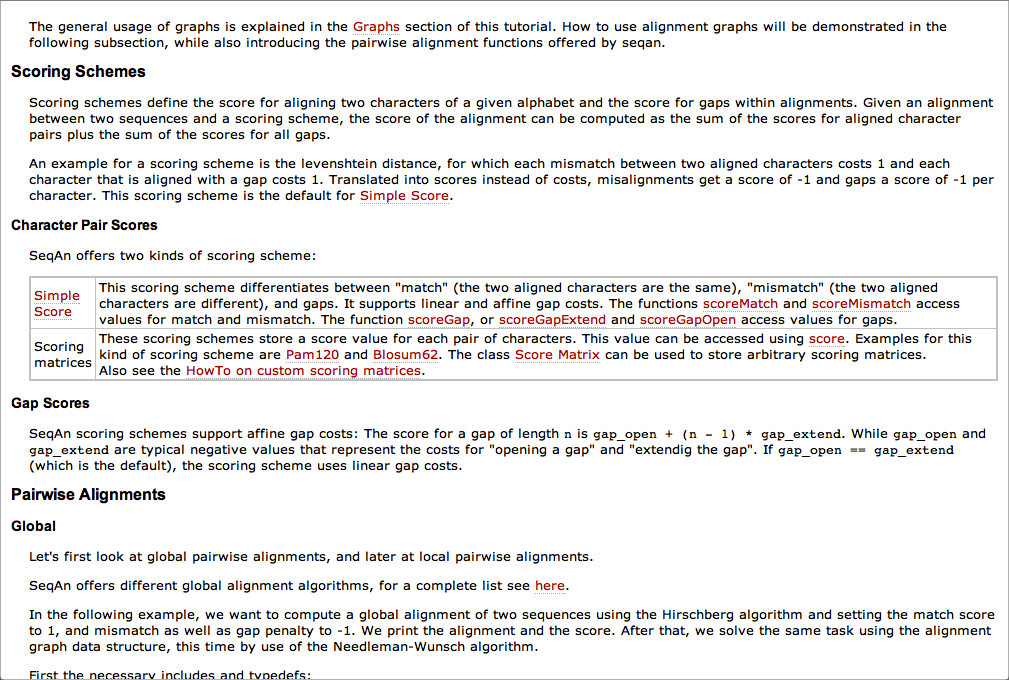 The general usage of graphs is explained in the Graphs section of this tutorial. How to use alignment graphs will be demonstrated in the
following subsection, while also introducing the pairwise alignment functions offered by seqan.
Scoring Schemes
Scoring schemes define the score for aligning two characters of a given alphabet and the score for gaps within alignments. Given an alignment
between two sequences and a scoring scheme, the score of the alignment can be computed as the sum of the scores for aligned character
pairs plus the sum of the scores for all gaps.
An example for a scoring scheme is the levenshtein distance, for which each mismatch between two aligned characters costs 1 and each
character that is aligned with a gap costs 1. Translated into scores instead of costs, misalignments get a score of -1 and gaps a score of -1 per
character. This scoring scheme is the default for Simple Score.
Character Pair Scores
SeqAn offers two kinds of scoring scheme:
Simple
Score
This scoring scheme differentiates between "match" (the two aligned characters are the same), "mismatch" (the two aligned
characters are different), and gaps. It supports linear and affine gap costs. The functions scoreMatch and scoreMismatch access
values for match and mismatch. The function scoreGap, or scoreGapExtend and scoreGapOpen access values for gaps.
Scoring
matrices
These scoring schemes store a score value for each pair of characters. This value can be accessed using score. Examples for this
kind of scoring scheme are Pam120 and Blosum62. The class Score Matrix can be used to store arbitrary scoring matrices.
Also see the HowTo on custom scoring matrices.
Gap Scores
SeqAn scoring schemes support affine gap costs: The score for a gap of length n is gap_open + (n - 1) * gap_extend. While gap_open and
gap_extend are typical negative values that represent the costs for "opening a gap" and "extendig the gap". If gap_open == gap_extend
(which is the default), the scoring scheme uses linear gap costs.
Pairwise Alignments
Global
Let's first look at global pairwise alignments, and later at local pairwise alignments.
SeqAn offers different global alignment algorithms, for a complete list see here.
In the following example, we want to compute a global alignment of two sequences using the Hirschberg algorithm and setting the match score
to 1, and mismatch as well as gap penalty to -1. We print the alignment and the score. After that, we solve the same task using the alignment
graph data structure, this time by use of the Needleman-Wunsch algorithm.
First the necessary includes and typedefs: